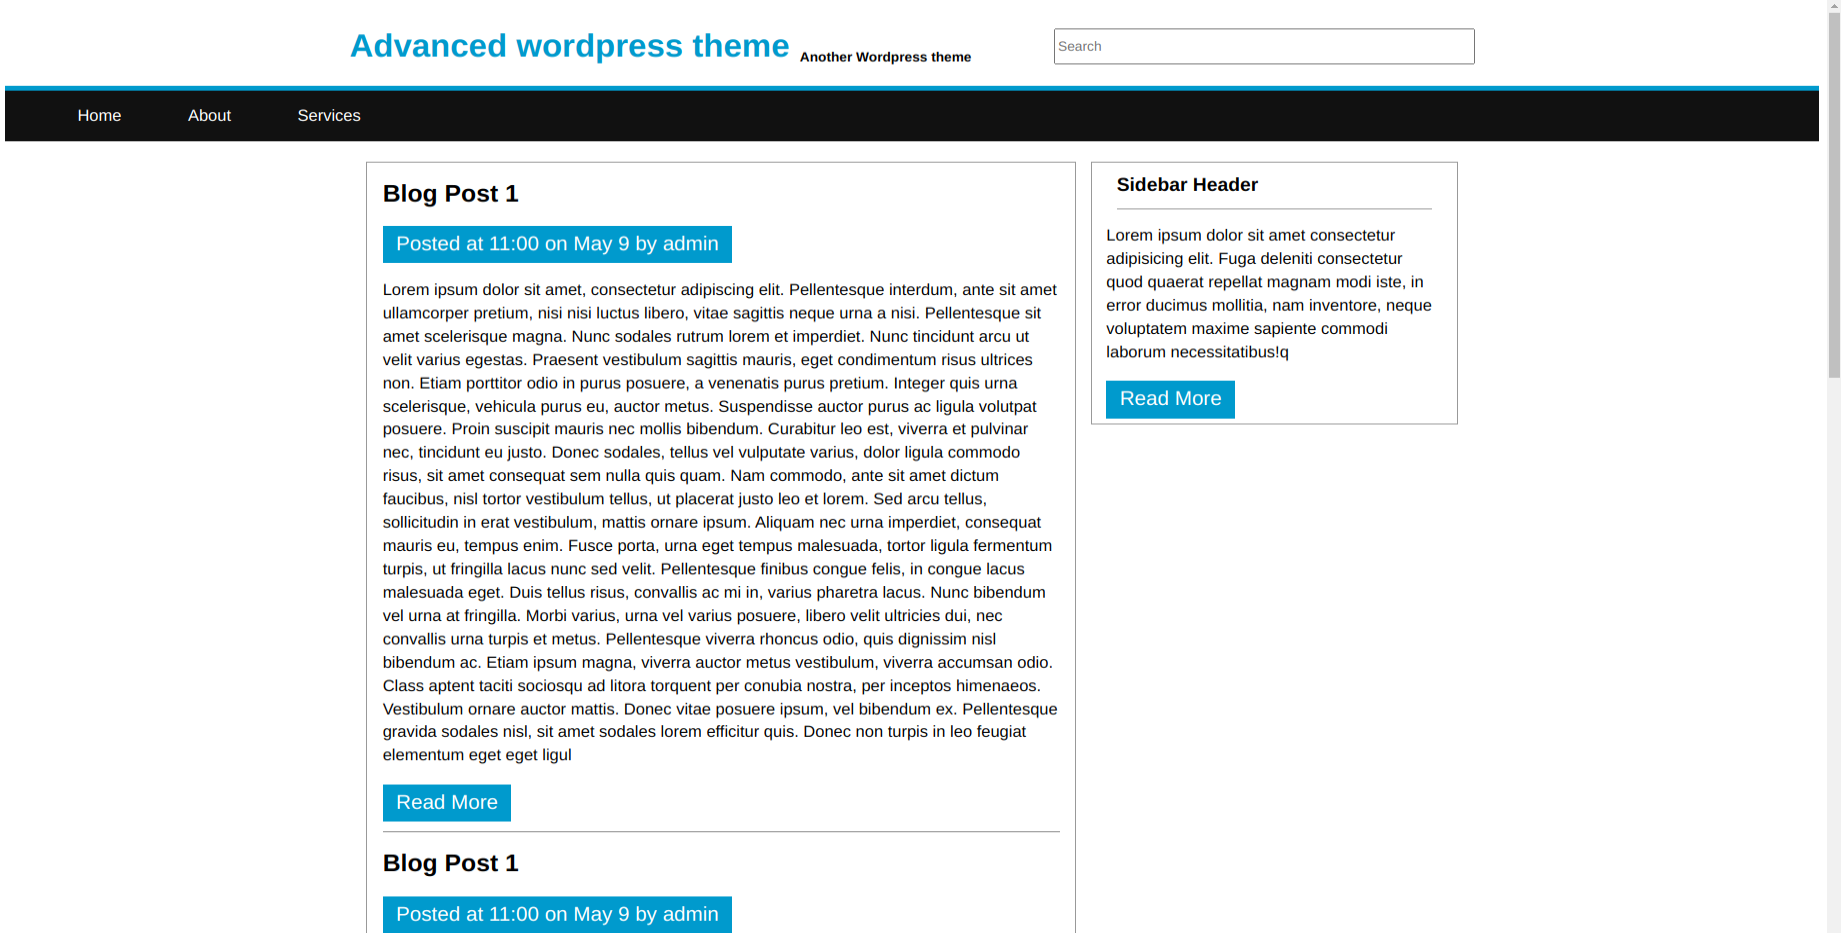 Advanced wordpress theme Another Wordpress theme
Search
Home About Services
Blog Post 1
Posted at 11:00 on May 9 by admin
Lorem ipsum dolor sit amet, consectetur adipiscing elit. Pellentesque interdum, ante sit amet
ullamcorper pretium, nisi nisi luctus libero, vitae sagittis neque urna a nisi. Pellentesque sit
amet scelerisque magna. Nunc sodales rutrum lorem et imperdiet. Nunc tincidunt arcu ut
velit varius egestas. Praesent vestibulum sagittis mauris, eget condimentum risus ultrices
non. Etiam porttitor odio in purus posuere, a venenatis purus pretium. Integer quis urna
scelerisque, vehicula purus eu, auctor metus. Suspendisse auctor purus ac ligula volutpat
posuere. Proin suscipit mauris nec mollis bibendum. Curabitur leo est, viverra et pulvinar
nec, tincidunt eu justo. Donec sodales, tellus vel vulputate varius, dolor ligula commodo
risus, sit amet consequat sem nulla quis quam. Nam commodo, ante sit amet dictum
faucibus, nisl tortor vestibulum tellus, ut placerat justo leo et lorem. Sed arcu tellus,
sollicitudin in erat vestibulum, mattis ornare ipsum. Aliquam nec urna imperdiet, consequat
mauris eu, tempus enim. Fusce porta, urna eget tempus malesuada, tortor ligula fermentum
turpis, ut fringilla lacus nunc sed velit. Pellentesque finibus congue felis, in congue lacus
malesuada eget. Duis tellus risus, convallis ac mi in, varius pharetra lacus. Nunc bibendum
vel urna at fringilla. Morbi varius, urna vel varius posuere, libero velit ultricies dui, nec
convallis urna turpis et metus. Pellentesque viverra rhoncus odio, quis dignissim nisl
bibendum ac. Etiam ipsum magna, viverra auctor metus vestibulum, viverra accumsan odio.
Class aptent taciti sociosqu ad litora torquent per conubia nostra, per inceptos himenaeos.
Vestibulum ornare auctor mattis. Donec vitae posuere ipsum, vel bibendum ex. Pellentesque
gravida sodales nisl, sit amet sodales lorem efficitur quis. Donec non turpis in leo feugiat
elementum eget eget ligul
Read More
Blog Post 1
Posted at 11:00 on May 9 by admin
Sidebar Header
Lorem ipsum dolor sit amet consectetur
adipisicing elit. Fuga deleniti consectetur
quod quaerat repellat magnam modi iste, in
error ducimus mollitia, nam inventore, neque
voluptatem maxime sapiente commodi
laborum necessitatibus!q
Read More